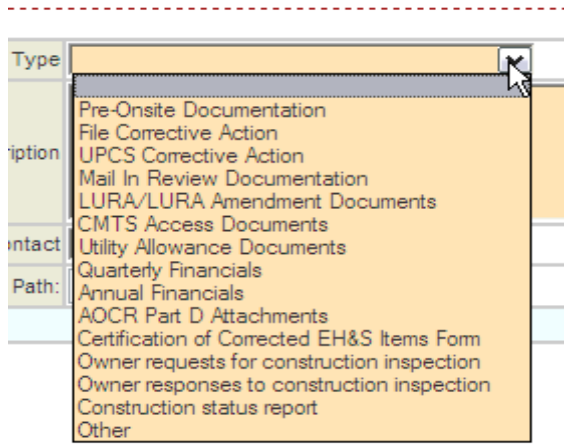 Type
Pre-Onsite Documentation
File Corrective Action
ription
UPCS Corrective Action
Mail In Review Documentation
LURA/LURA Amendment Documents
CMTS Access Documents
ontact
Utility Allowance Documents
Quarterly Financials
Path:
Annual Financials
AOCR Part D Attachments
Certification of Corrected EH&S Items Form
Owner requests for construction inspection
Owner responses to construction inspection
Construction status report
Other